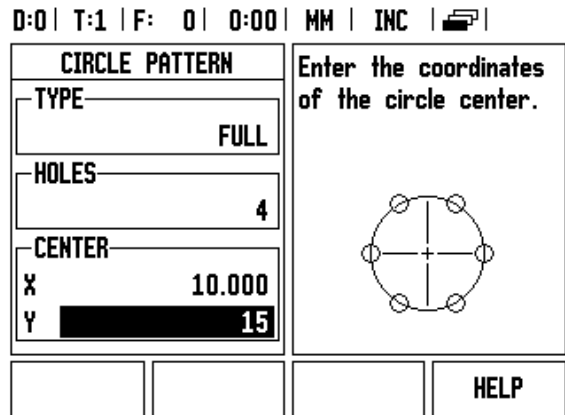 D:0 | T:1 | F: 0 | 0:00 | MM | INC |
CIRCLE PATTERN
TYPE
FULL
HOLES
4
CENTER
X 10.000
Y 15
Enter the coordinates
of the circle center.
HELP